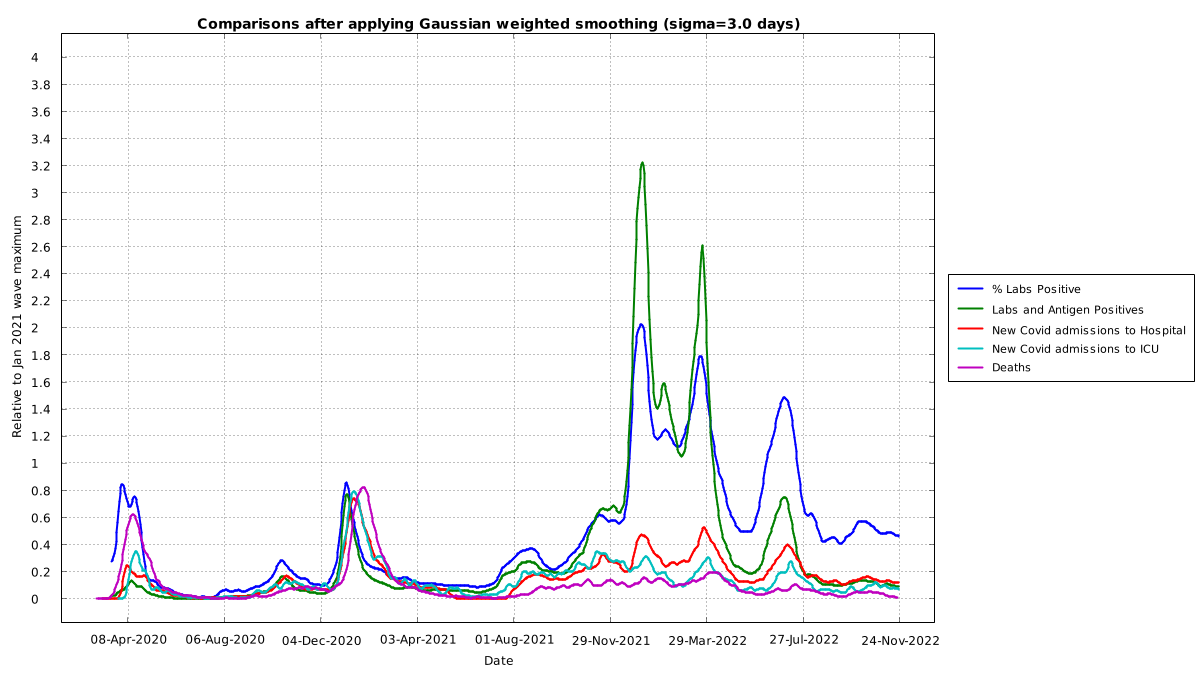 Comparisons after applying Gaussian weighted smoothing (sigma=3.0 days)
4
3.8
3.6
3.4
3.2
3
2.8
2.6
2.4
2.2
2
1.8
1.6
1.4
1.2
1
0.8
0.6
0.4
0.2
0
Relative to Jan 2021 wave maximum
08-Apr-2020 06-Aug-2020 04-Dec-2020 03-Apr-2021 01-Aug-2021 29-Nov-2021 29-Mar-2022 27-Jul-2022 24-Nov-2022
Date
% Labs Positive
Labs and Antigen Positives
New Covid admissions to Hospital
New Covid admissions to ICU
Deaths